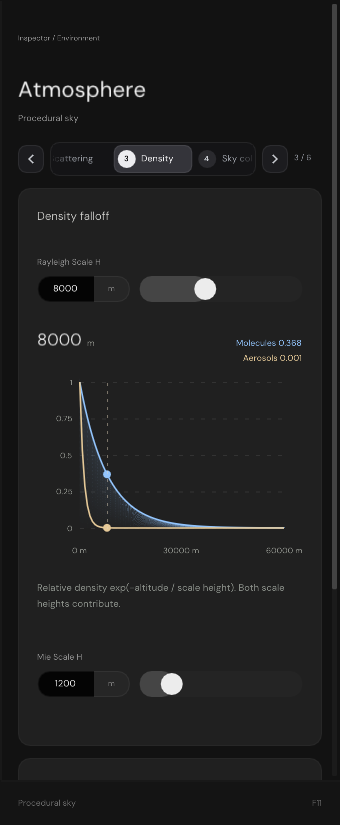 Inspector / Environment
Atmosphere
Procedural sky
cattering
3 Density
4 Sky col
3 / 6
Density falloff
Rayleigh Scale H
8000 m
8000 m
Molecules 0.368
Aerosols 0.001
1
0.75
0.5
0.25
0
0 m 30000 m 60000 m
Relative density exp(-altitude / scale height). Both scale
heights contribute.
Mie Scale H
1200 m
Procedural sky
F11